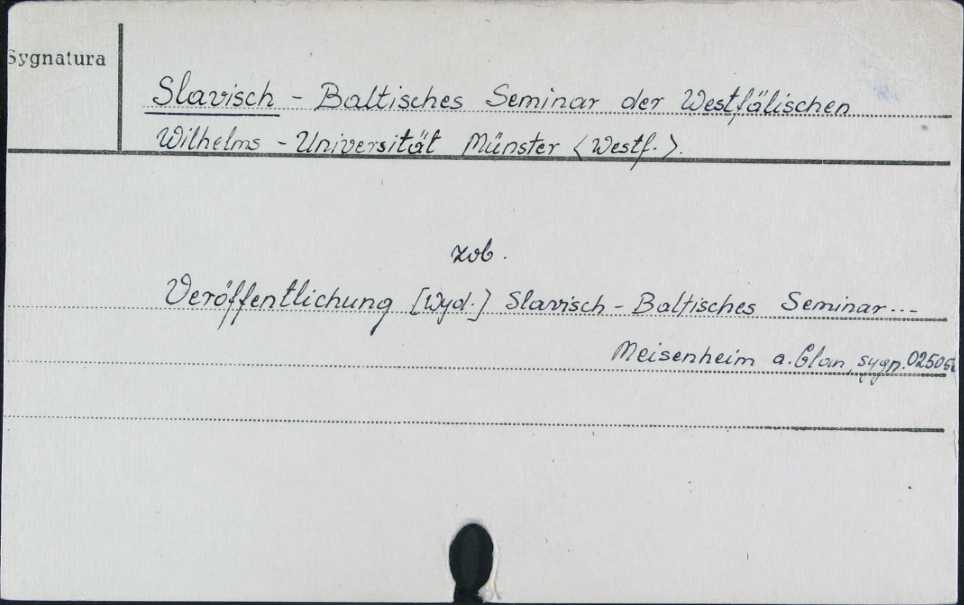 Sygnatura
Slavisch - Baltisches Seminar der Westfälischen
Wilhelms - Universität Münster <Westf.>.
zob.
Veröffentlichung [Wyd.] Slavisch - Baltisches Seminar...
Meisenheim a. Glan, sygn.